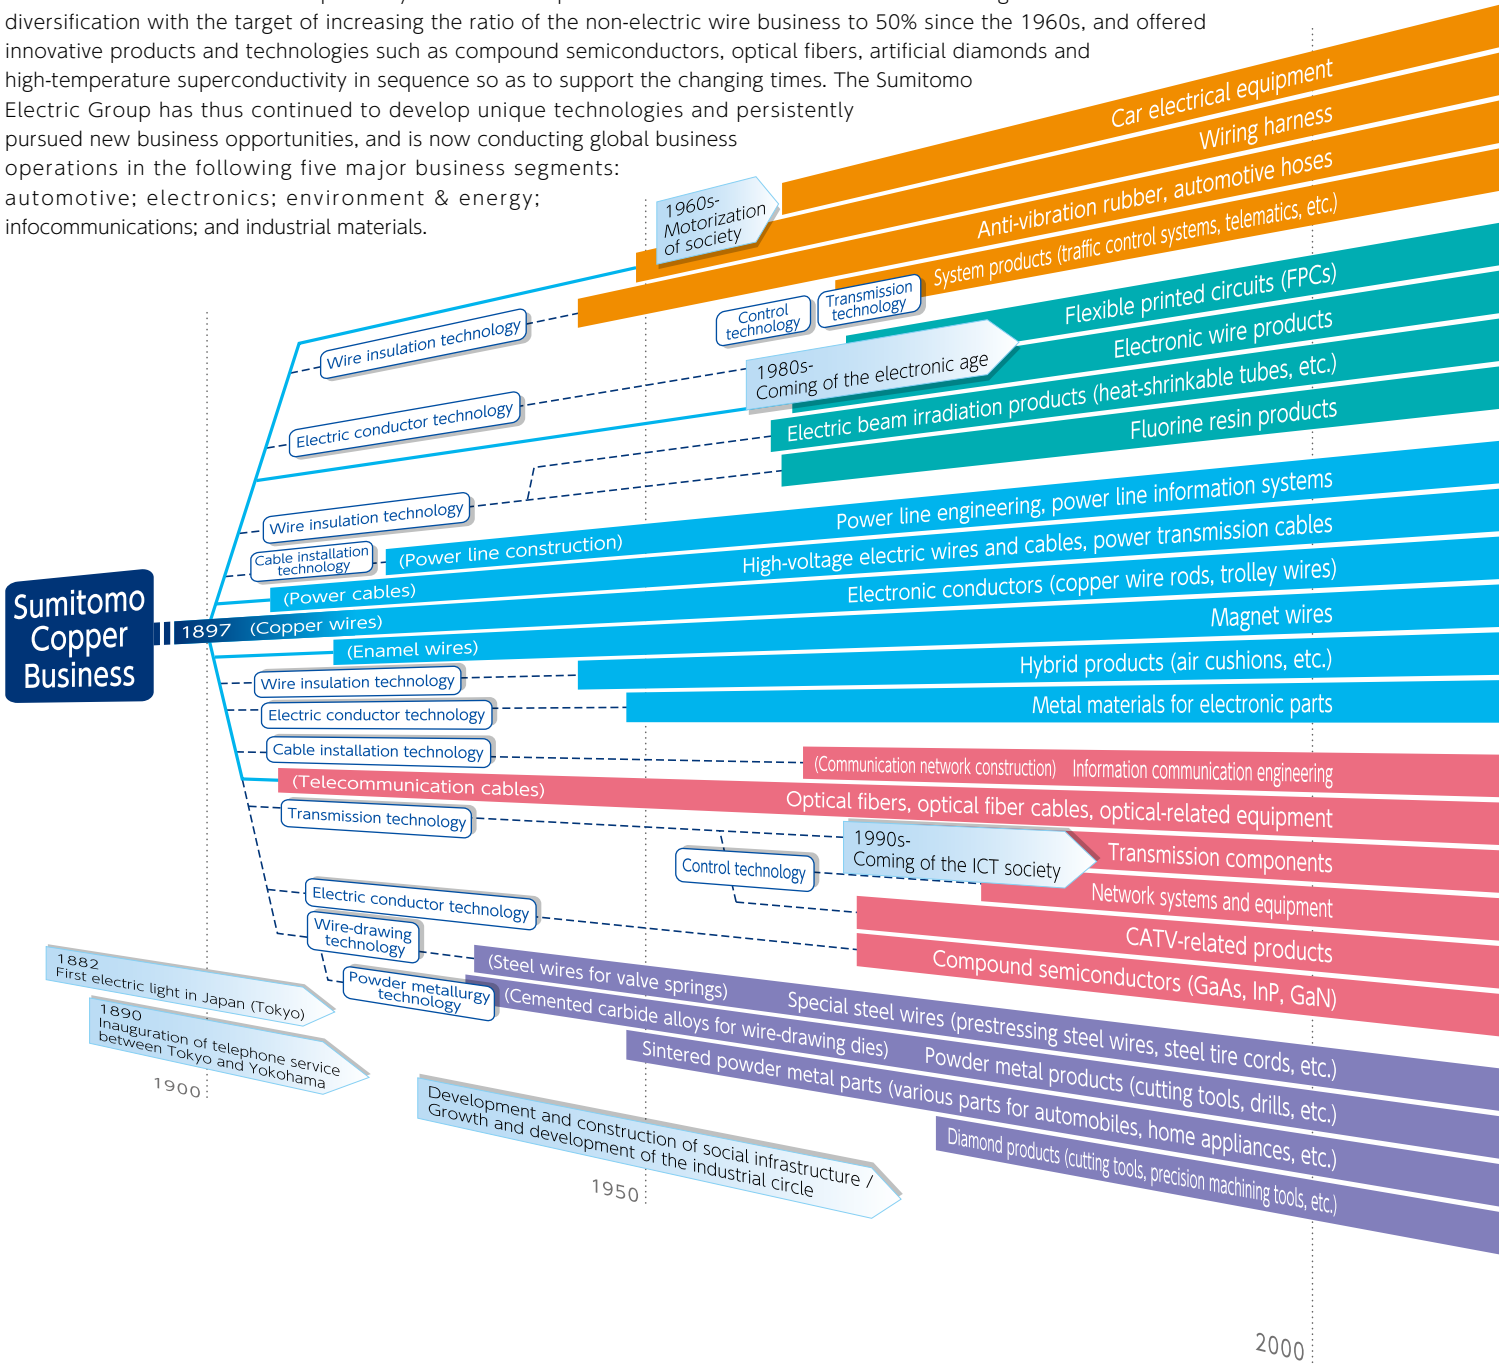 diversification with the target of increasing the ratio of the non-electric wire business to 50% since the 1960s, and offered
innovative products and technologies such as compound semiconductors, optical fibers, artificial diamonds and
high-temperature superconductivity in sequence so as to support the changing times. The Sumitomo
Electric Group has thus continued to develop unique technologies and persistently
pursued new business opportunities, and is now conducting global business
operations in the following five major business segments:
automotive; electronics; environment & energy;
infocommunications; and industrial materials.
Car electrical equipment
Wiring harness
Anti-vibration rubber, automotive hoses
System products (traffic control systems, telematics, etc.)
1960s-
Motorization
of society
Control
technology
Transmission
technology
Wire insulation technology
Flexible printed circuits (FPCs)
Electronic wire products
Electric beam irradiation products (heat-shrinkable tubes, etc.)
Fluorine resin products
1980s-
Coming of the electronic age
Electric conductor technology
Wire insulation technology
Cable installation
technology
(Power line construction)
Power line engineering, power line information systems
(Power cables)
High-voltage electric wires and cables, power transmission cables
Sumitomo
Copper
Business
1897 (Copper wires)
Electronic conductors (copper wire rods, trolley wires)
(Enamel wires)
Magnet wires
Wire insulation technology
Hybrid products (air cushions, etc.)
Electric conductor technology
Metal materials for electronic parts
Cable installation technology
(Communication network construction) Information communication engineering
(Telecommunication cables)
Optical fibers, optical fiber cables, optical-related equipment
Transmission technology
1990s-
Coming of the ICT society
Transmission components
Control technology
Network systems and equipment
Electric conductor technology
CATV-related products
Compound semiconductors (GaAs, InP, GaN)
Wire-drawing
technology
(Steel wires for valve springs)
Special steel wires (prestressing steel wires, steel tire cords, etc.)
Powder metallurgy
technology
(Cemented carbide alloys for wire-drawing dies)
Powder metal products (cutting tools, drills, etc.)
Sintered powder metal parts (various parts for automobiles, home appliances, etc.)
Diamond products (cutting tools, precision machining tools, etc.)
1882
First electric light in Japan (Tokyo)
1890
Inauguration of telephone service
between Tokyo and Yokohama
1900
Development and construction of social infrastructure /
Growth and development of the industrial circle
1950
2000